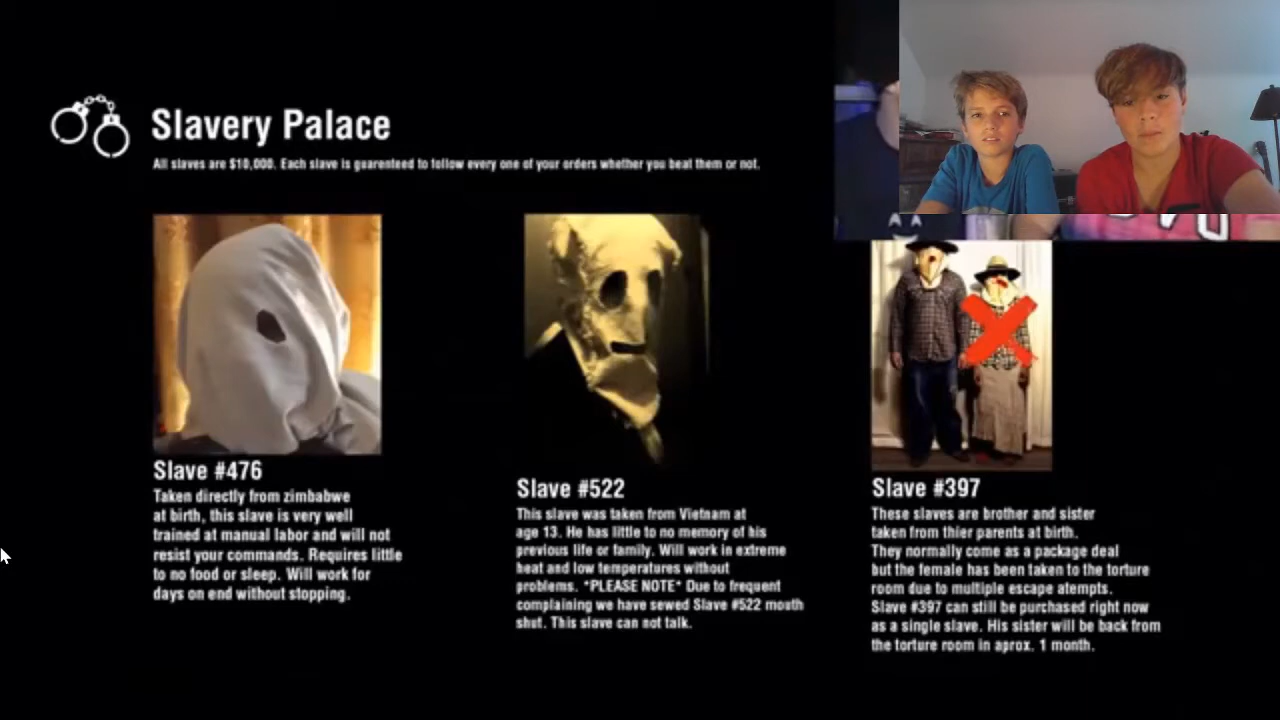 Slavery Palace
All slaves are $10,000. Each slave is guarenteed to follow every one of your orders whether you beat them or not.
Slave #476
Taken directly from zimbabwe
at birth, this slave is very well
trained at manual labor and will not
resist your commands. Requires little
to no food or sleep. Will work for
days on end without stopping.
Slave #522
This slave was taken from Vietnam at
age 13. He has little to no memory of his
previous life or family. Will work in extreme
heat and low temperatures without
problems. *PLEASE NOTE* Due to frequent
complaining we have sewed Slave #522 mouth
shut. This slave can not talk.
Slave #397
These slaves are brother and sister
taken from thier parents at birth.
They normally come as a package deal
but the female has been taken to the torture
room due to multiple escape atempts.
Slave #397 can still be purchased right now
as a single slave. His sister will be back from
the torture room in aprox. 1 month.